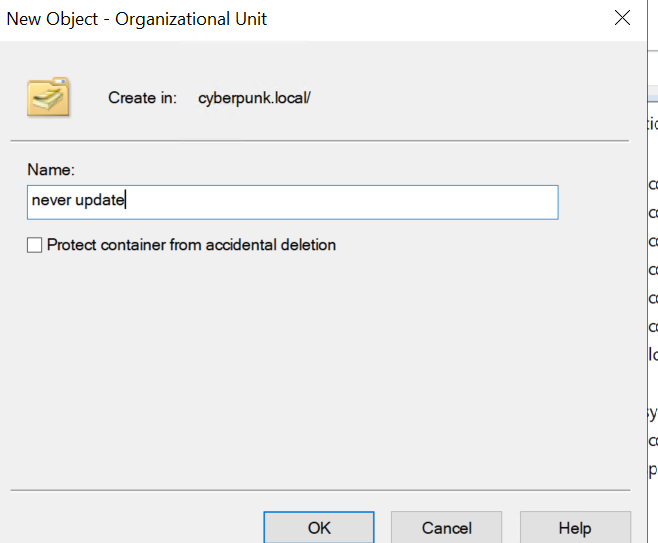 New Object - Organizational Unit
Create in: cyberpunk.local/
Name:
never update
Protect container from accidental deletion
OK Cancel Help